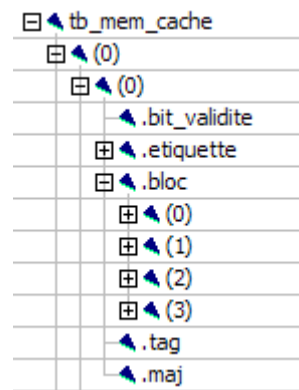 tb_mem_cache
(0)
(0)
.bit_validite
.etiquette
.bloc
(0)
(1)
(2)
(3)
.tag
.maj